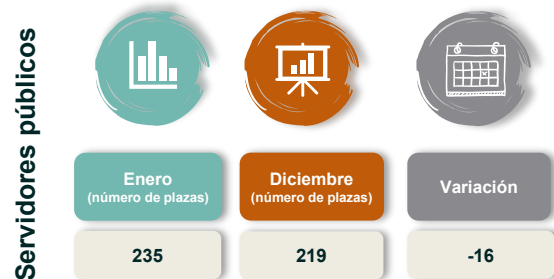 Servidores públicos
Enero
(número de plazas)
Diciembre
(número de plazas)
Variación
235
219
-16